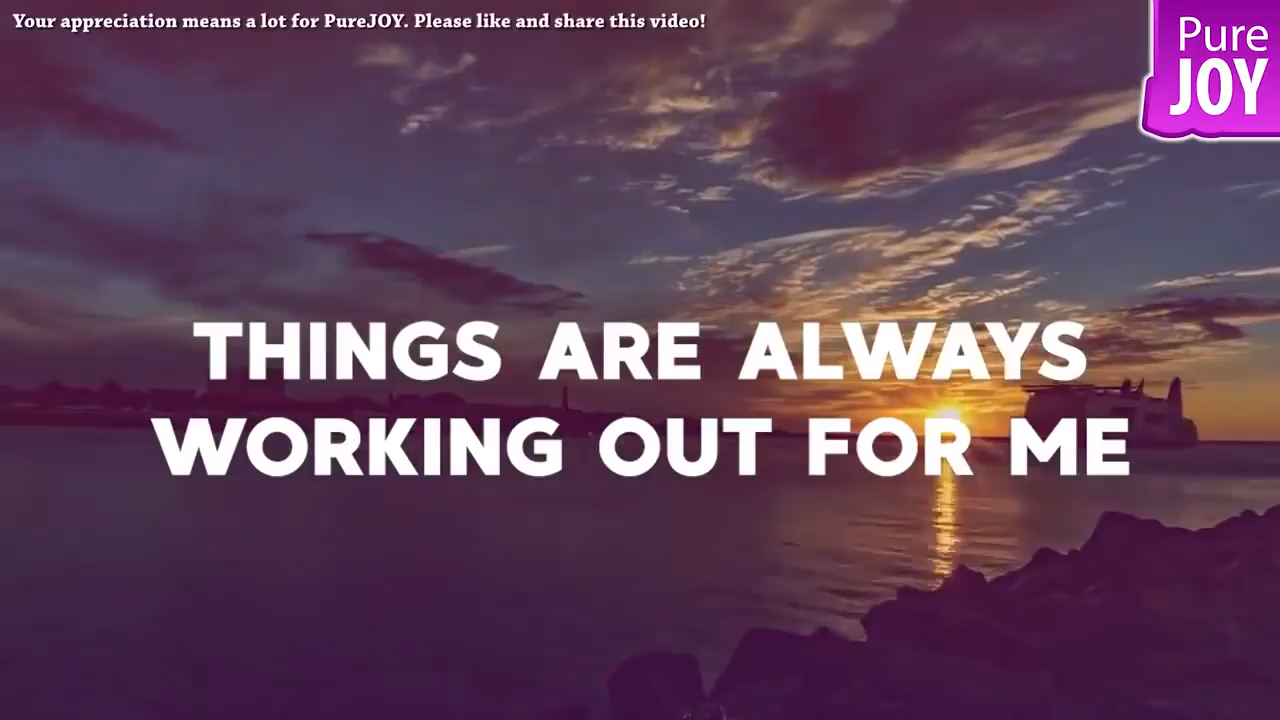 Your appreciation means a lot for PureJOY. Please like and share this video!
Pure
JOY
THINGS ARE ALWAYS
WORKING OUT FOR ME